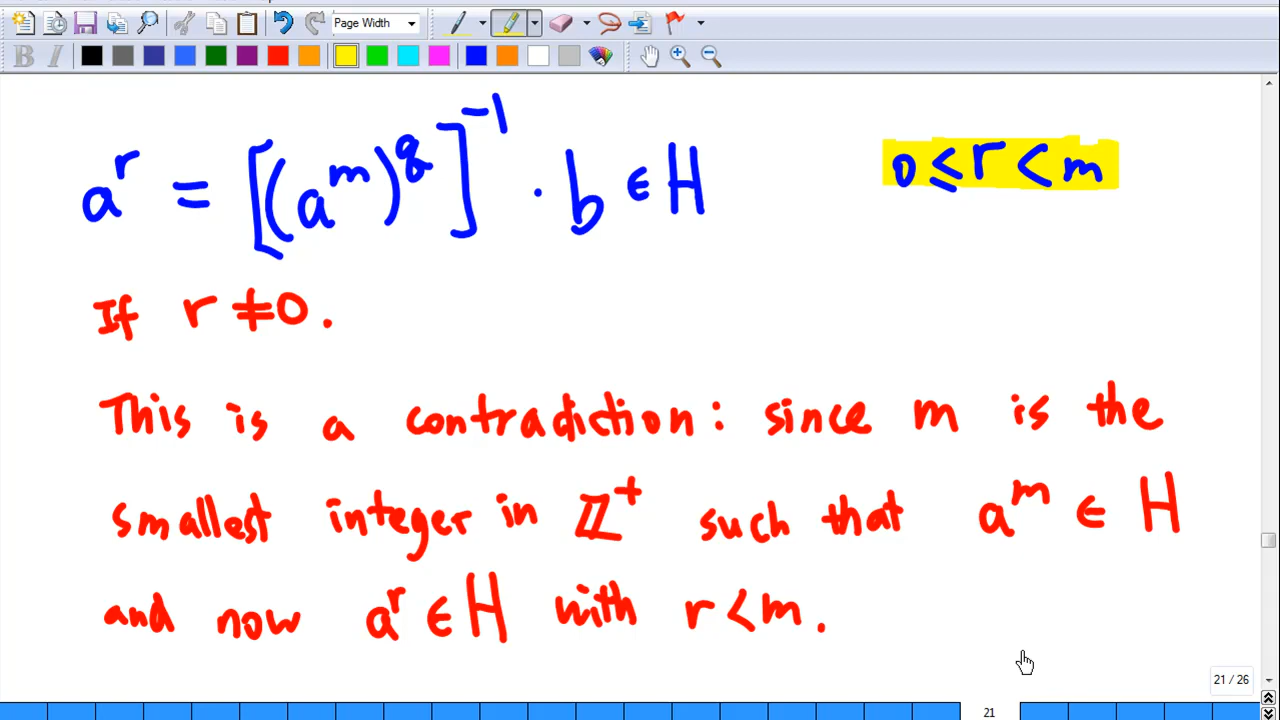 Page Width
B I
a^r = [(a^m)^q]^{-1} · b ∈ H
0 ≤ r < m
If r ≠ 0.
This is a contradiction: since m is the
smallest integer in ℤ^+ such that a^m ∈ H
and now a^r ∈ H with r < m.
21 / 26
21